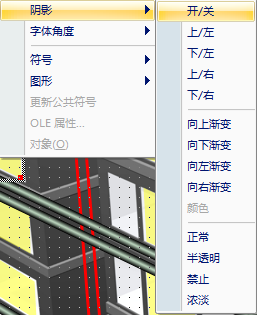 阴影
字体角度
符号
图形
更新公共符号
OLE 属性...
对象(O)
开/关
上/左
下/左
上/右
下/右
向上渐变
向下渐变
向左渐变
向右渐变
颜色
正常
半透明
禁止
浓淡